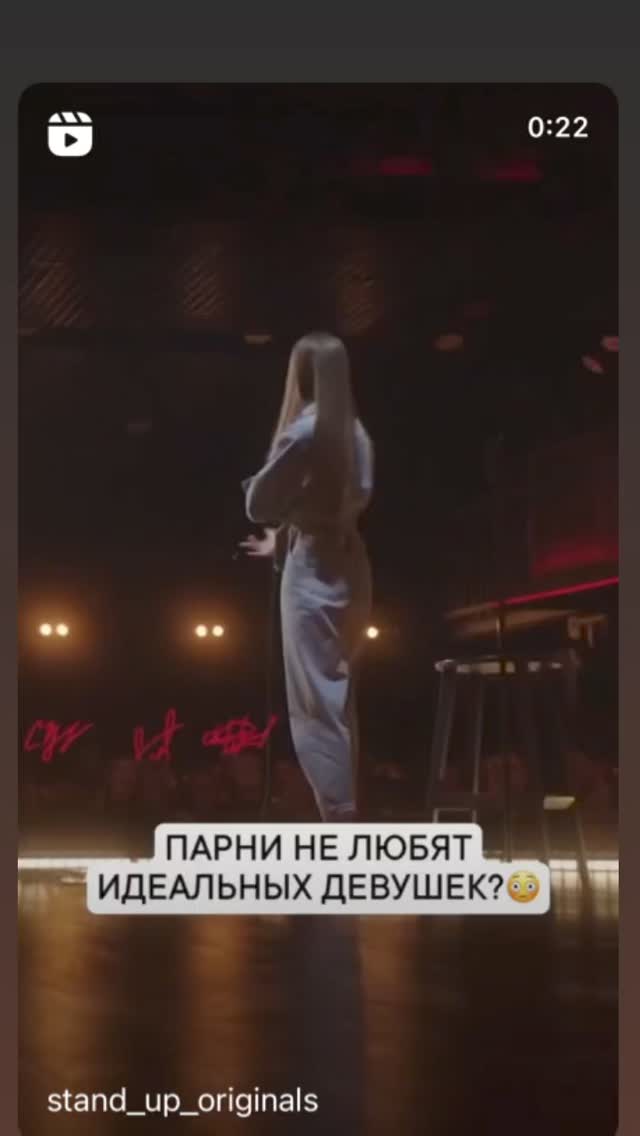 0:22
ПАРНИ НЕ ЛЮБЯТ
ИДЕАЛЬНЫХ ДЕВУШЕК?😳
stand_up_originals